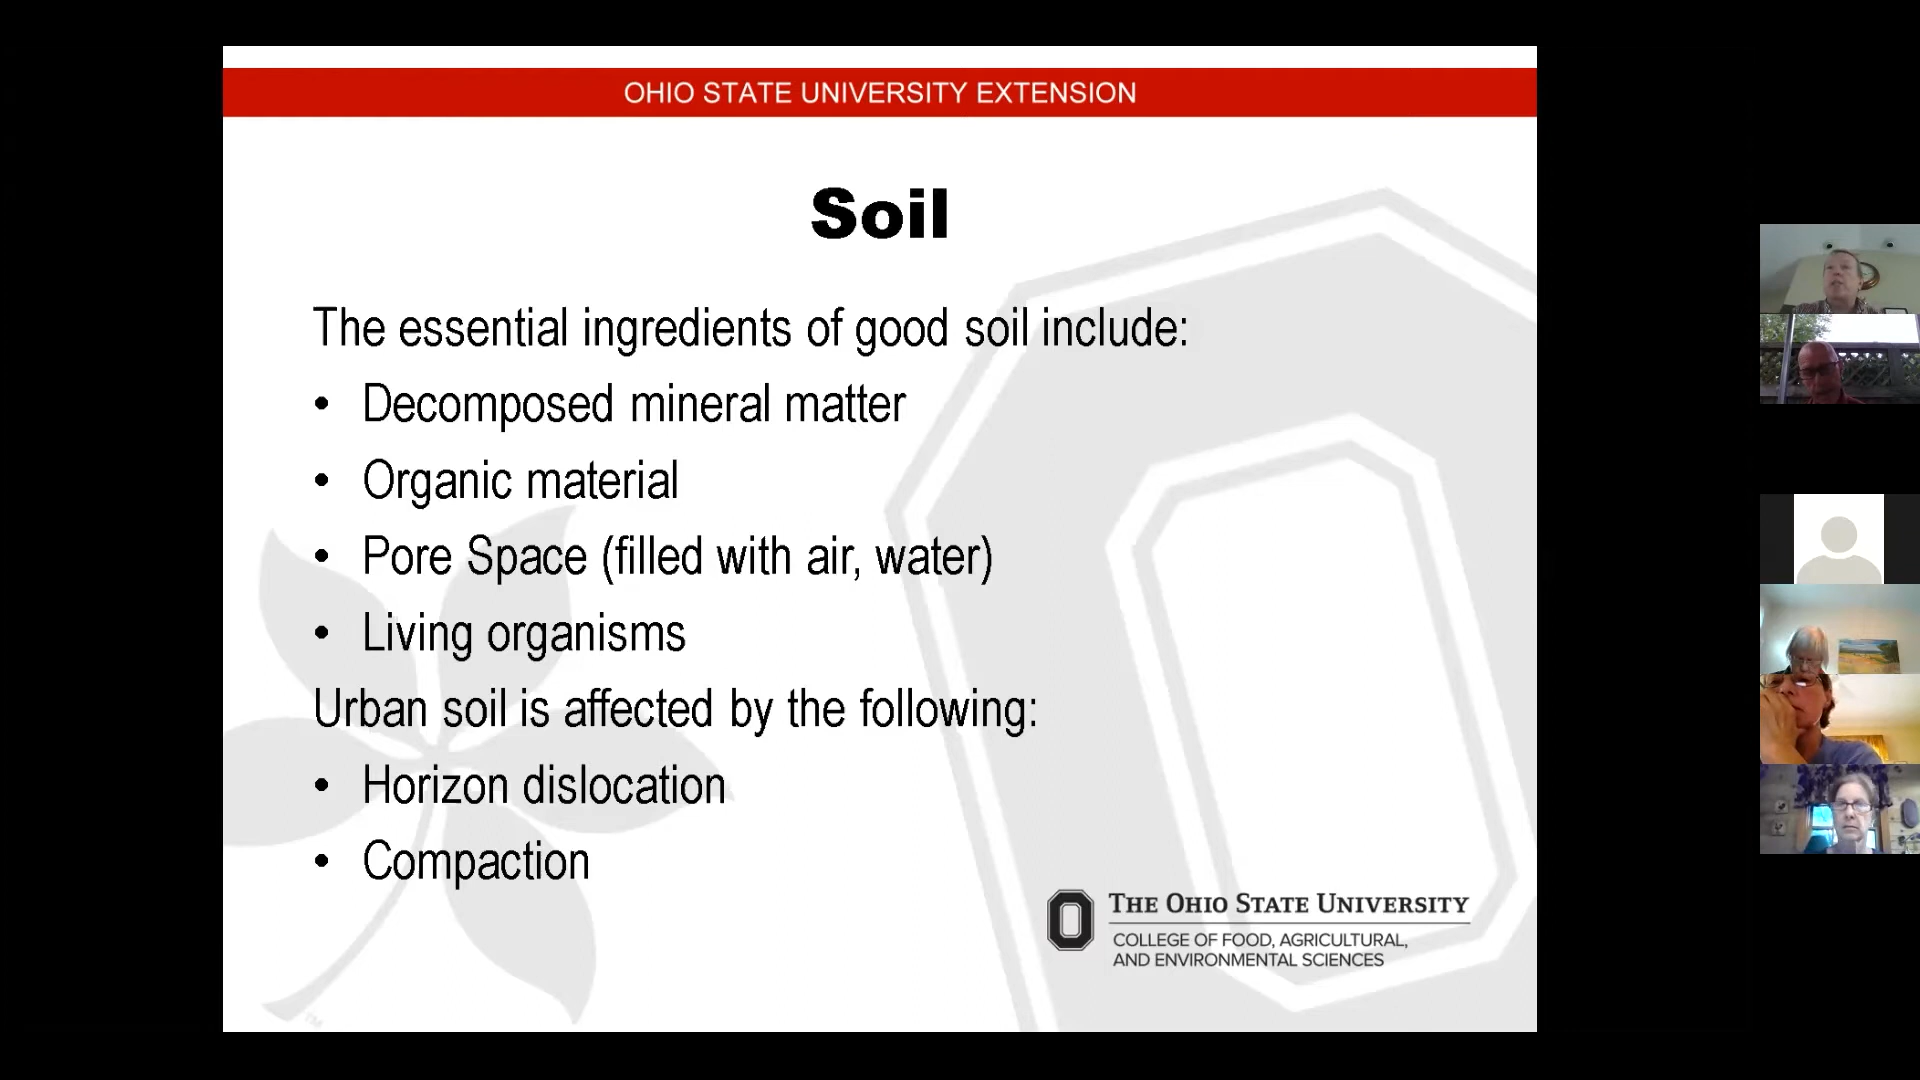 OHIO STATE UNIVERSITY EXTENSION
Soil
The essential ingredients of good soil include:
• Decomposed mineral matter
• Organic material
• Pore Space (filled with air, water)
• Living organisms
Urban soil is affected by the following:
• Horizon dislocation
• Compaction
THE OHIO STATE UNIVERSITY
COLLEGE OF FOOD, AGRICULTURAL,
AND ENVIRONMENTAL SCIENCES
TM